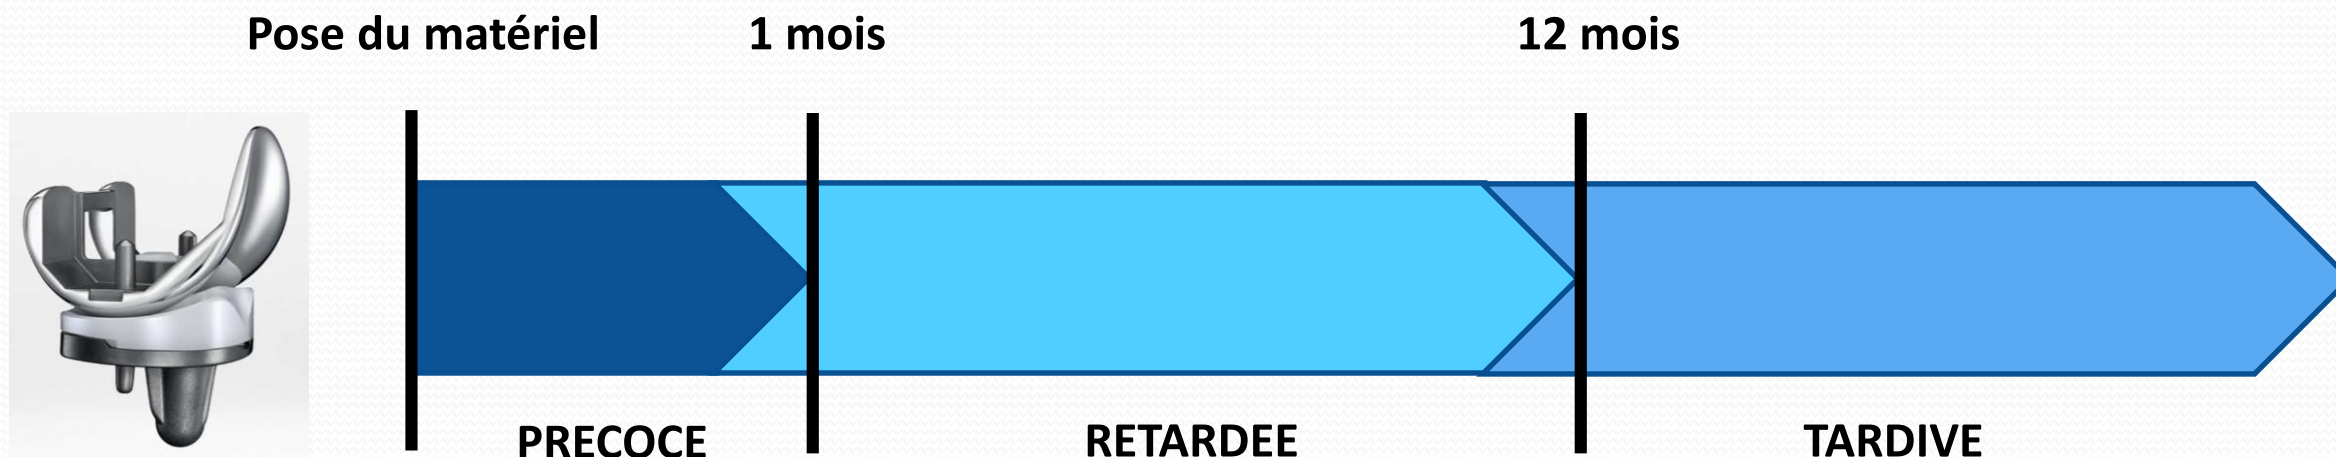 Pose du matériel 1 mois 12 mois
PRECOCE RETARDEE TARDIVE